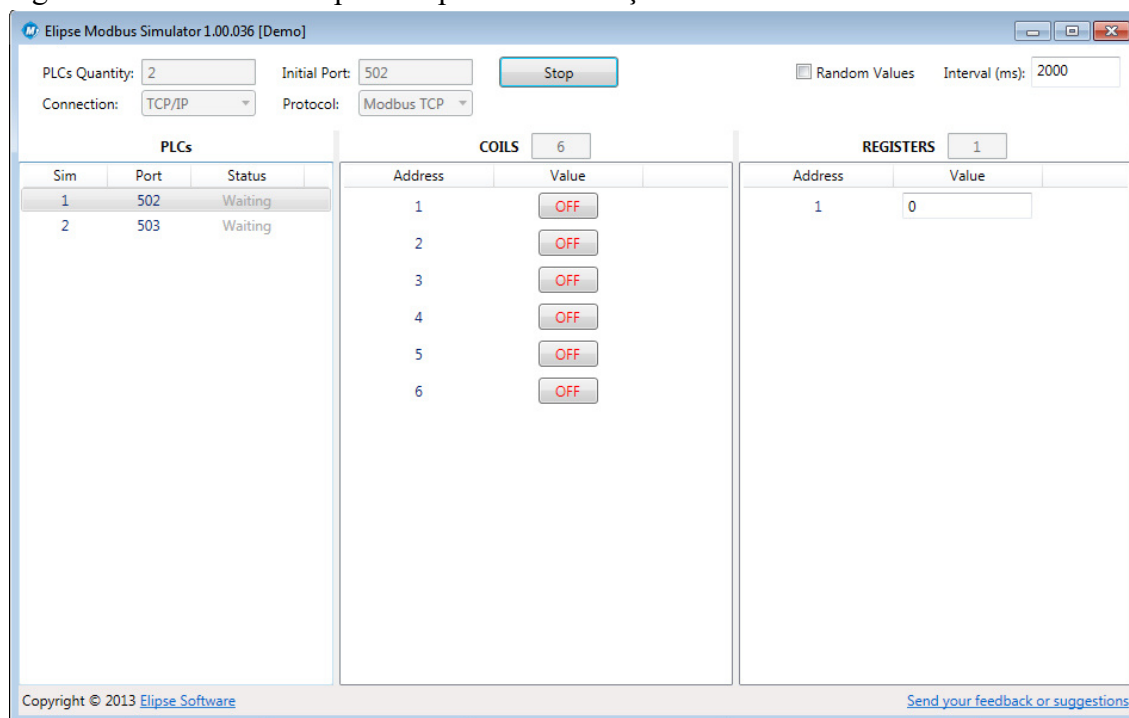 Elipse Modbus Simulator 1.00.036 [Demo]
PLCs Quantity: 2 Initial Port: 502 Stop Random Values Interval (ms): 2000
Connection: TCP/IP Protocol: Modbus TCP
PLCs COILS 6 REGISTERS 1
Sim Port Status Address Value Address Value
1 502 Waiting 1 OFF 1 0
2 503 Waiting 2 OFF
3 OFF
4 OFF
5 OFF
6 OFF
Copyright © 2013 Elipse Software Send your feedback or suggestions